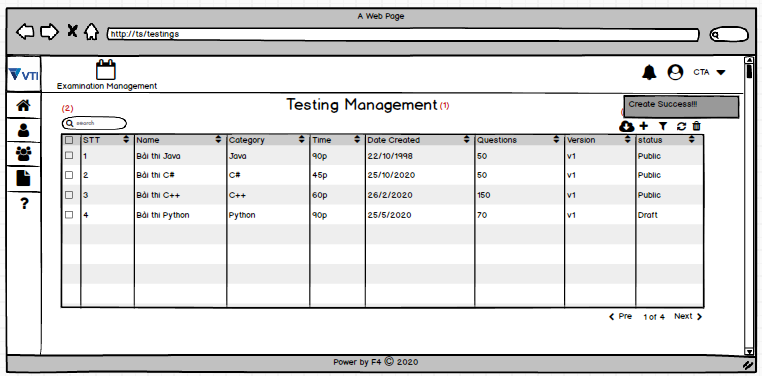 A Web Page
http://ts/testings
VTI
Examination Management
CTA
(2)
Testing Management (1)
Create Success!!!
search
STT Name Category Time Date Created Questions Version status
1 Bài thi Java Java 90p 22/10/1998 50 v1 Public
2 Bài thi C# C# 45p 25/10/2020 50 v1 Public
3 Bài thi C++ C++ 60p 26/2/2020 150 v1 Public
4 Bài thi Python Python 90p 25/5/2020 70 v1 Draft
Pre 1 of 4 Next
?
Power by F4 © 2020